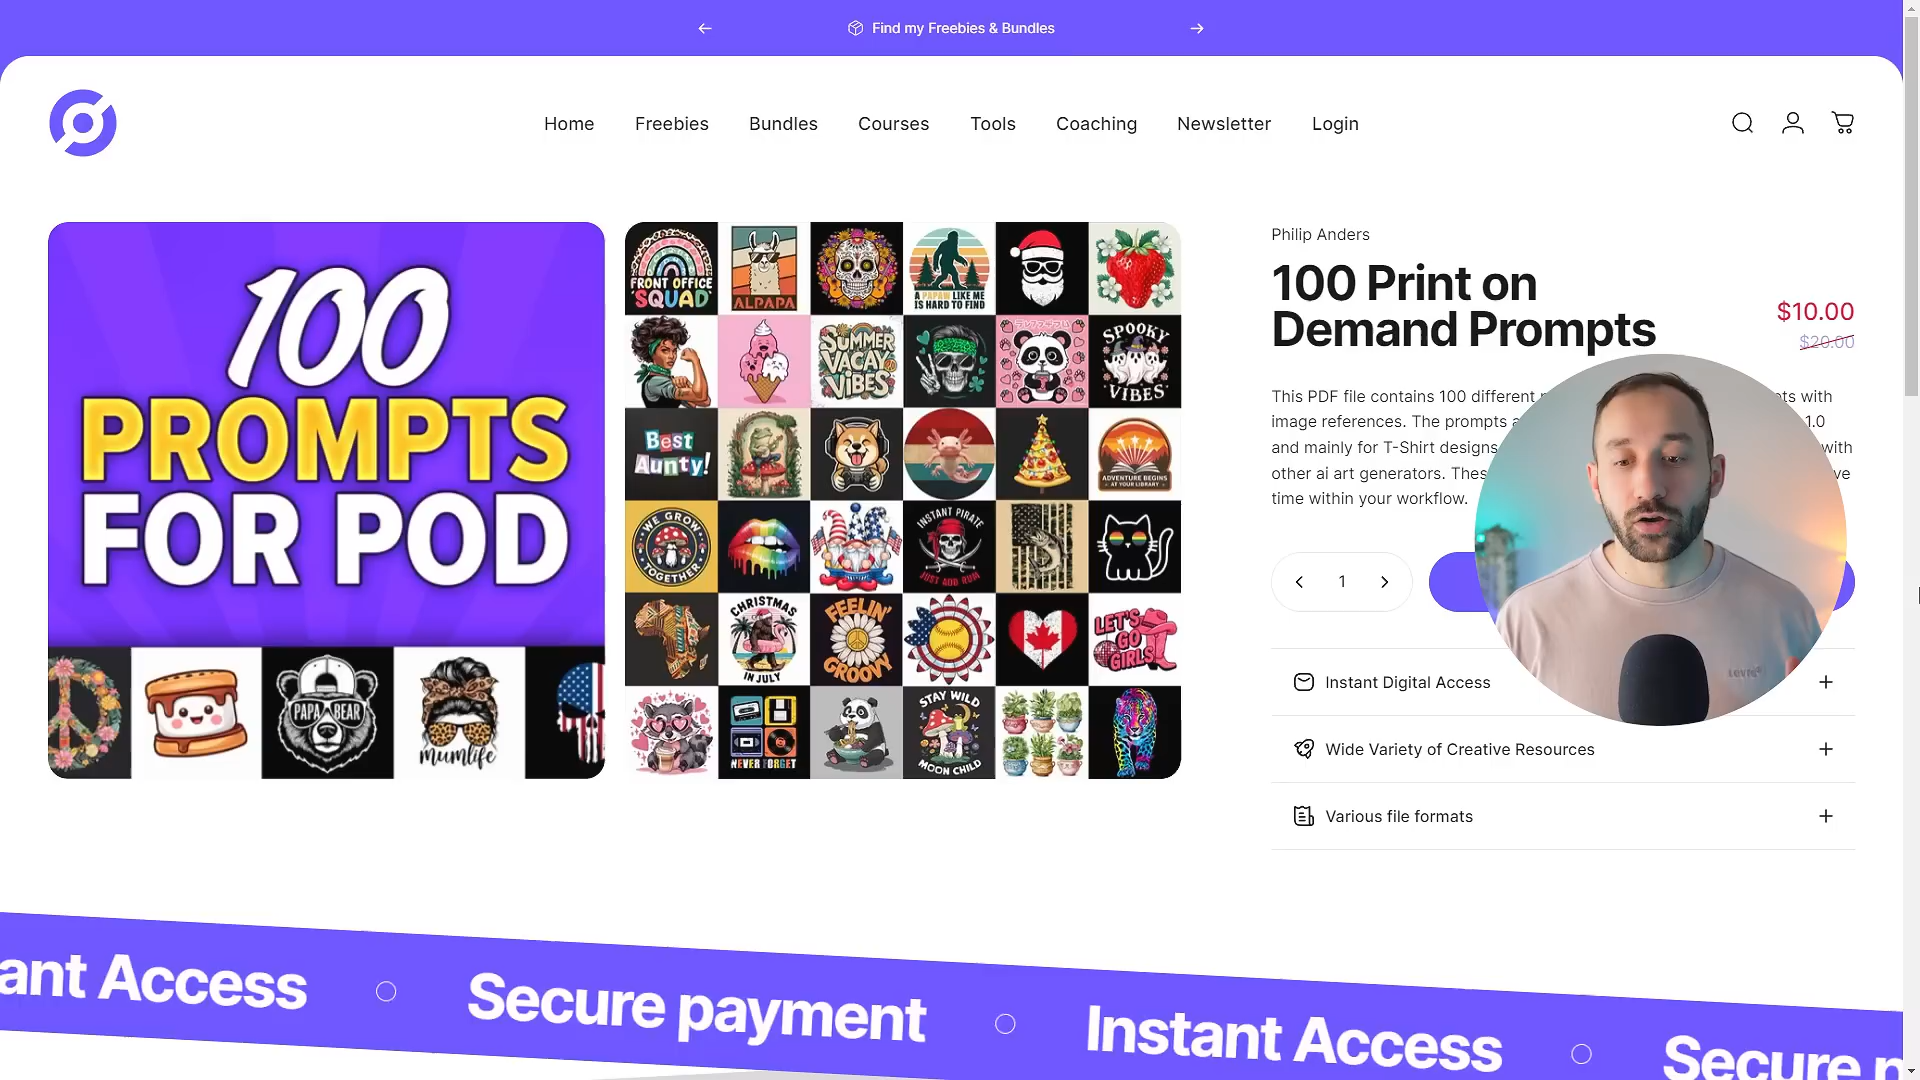 Find my Freebies & Bundles
Home
Freebies
Bundles
Courses
Tools
Coaching
Newsletter
Login
100
PROMPTS
FOR POD
PAPA BEAR
mumlife
FRONT OFFICE
SQUAD
ALPAPA
A PAPAW LIKE ME
IS HARD TO FIND
SUMMER
VACAY
VIBES
SPOOKY
VIBES
Best
Aunty!
ADVENTURE BEGINS
AT YOUR LIBRARY
WE GROW
TOGETHER
INSTANT PIRATE
JUST ADD RUM
CHRISTMAS
IN JULY
FEELIN'
GROOVY
LET'S
GO
GIRLS
NEVER FORGET
STAY WILD
MOON CHILD
Philip Anders
100 Print on
Demand Prompts
$10.00
$20.00
This PDF file contains 100 different
with
image references. The prompts
1.0
and mainly for T-Shirt designs
with
other ai art generators.
time within your workflow.
1
Instant Digital Access
Wide Variety of Creative Resources
Various file formats
ant Access
Secure payment
Instant Access
Secure